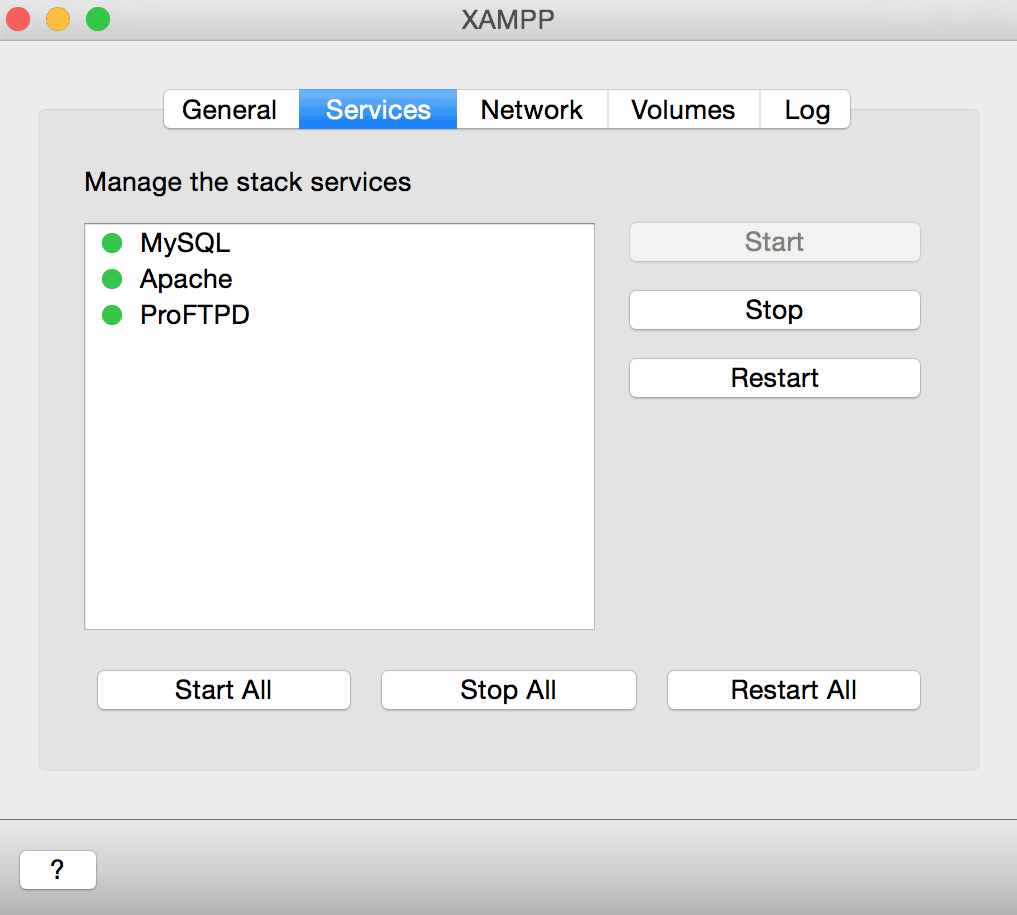 XAMPP
General Services Network Volumes Log
Manage the stack services
MySQL
Apache
ProFTPD
Start
Stop
Restart
Start All Stop All Restart All
?